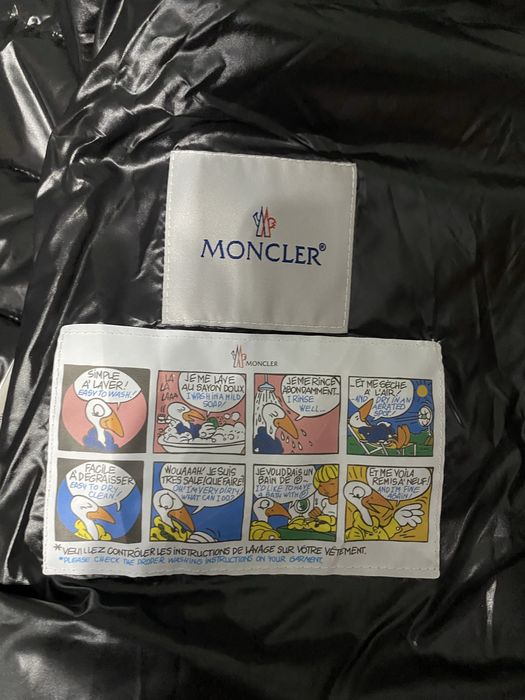 MONCLER®
MONCLER
SIMPLE
À LAVER!
EASY TO WASH!
LA
LA
LAAA
JE ME LAVE
AU SAVON DOUX
I WASH IN A MILD
SOAP!
JE ME RINCE
ABONDAMMENT...
I RINSE
WELL...
...ET ME SÈCHE
À L'AIR
AND DRY IN AN
AERATED
SPOT
FACILE
À DÉGRAISSER
EASY TO DRY
CLEAN!
WOUAAAH! JE SUIS
TRÈS SALE! QUE FAIRE?
OH! I'M VERY DIRTY!
WHAT CAN I DO?
JE VOUDRAIS UN
BAIN DE Ⓟ...
I'D LIKE TO HAVE
A BATH WITH Ⓟ
ET ME VOILÀ
REMIS À NEUF!
AND I'M FINE
AGAIN!
*VEUILLEZ CONTRÔLER LES INSTRUCTIONS DE LAVAGE SUR VOTRE VÊTEMENT.
*PLEASE CHECK THE PROPER WASHING INSTRUCTIONS ON YOUR GARMENT.